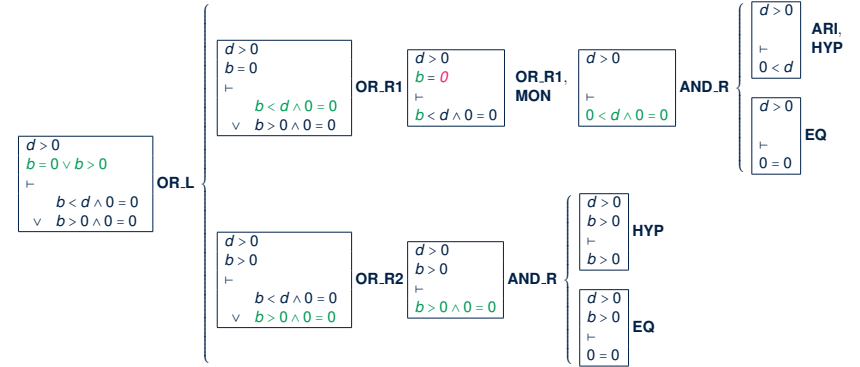 d > 0
b = 0 ∨ b > 0
⊢
b < d ∧ 0 = 0
∨ b > 0 ∧ 0 = 0
OR_L
d > 0
b = 0
⊢
b < d ∧ 0 = 0
∨ b > 0 ∧ 0 = 0
OR_R1
d > 0
b = 0
⊢
b < d ∧ 0 = 0
OR_R1,
MON
d > 0
⊢
0 < d ∧ 0 = 0
AND_R
d > 0
⊢
0 < d
ARI,
HYP
d > 0
⊢
0 = 0
EQ
d > 0
b > 0
⊢
b < d ∧ 0 = 0
∨ b > 0 ∧ 0 = 0
OR_R2
d > 0
b > 0
⊢
b > 0 ∧ 0 = 0
AND_R
d > 0
b > 0
⊢
b > 0
HYP
d > 0
b > 0
⊢
0 = 0
EQ